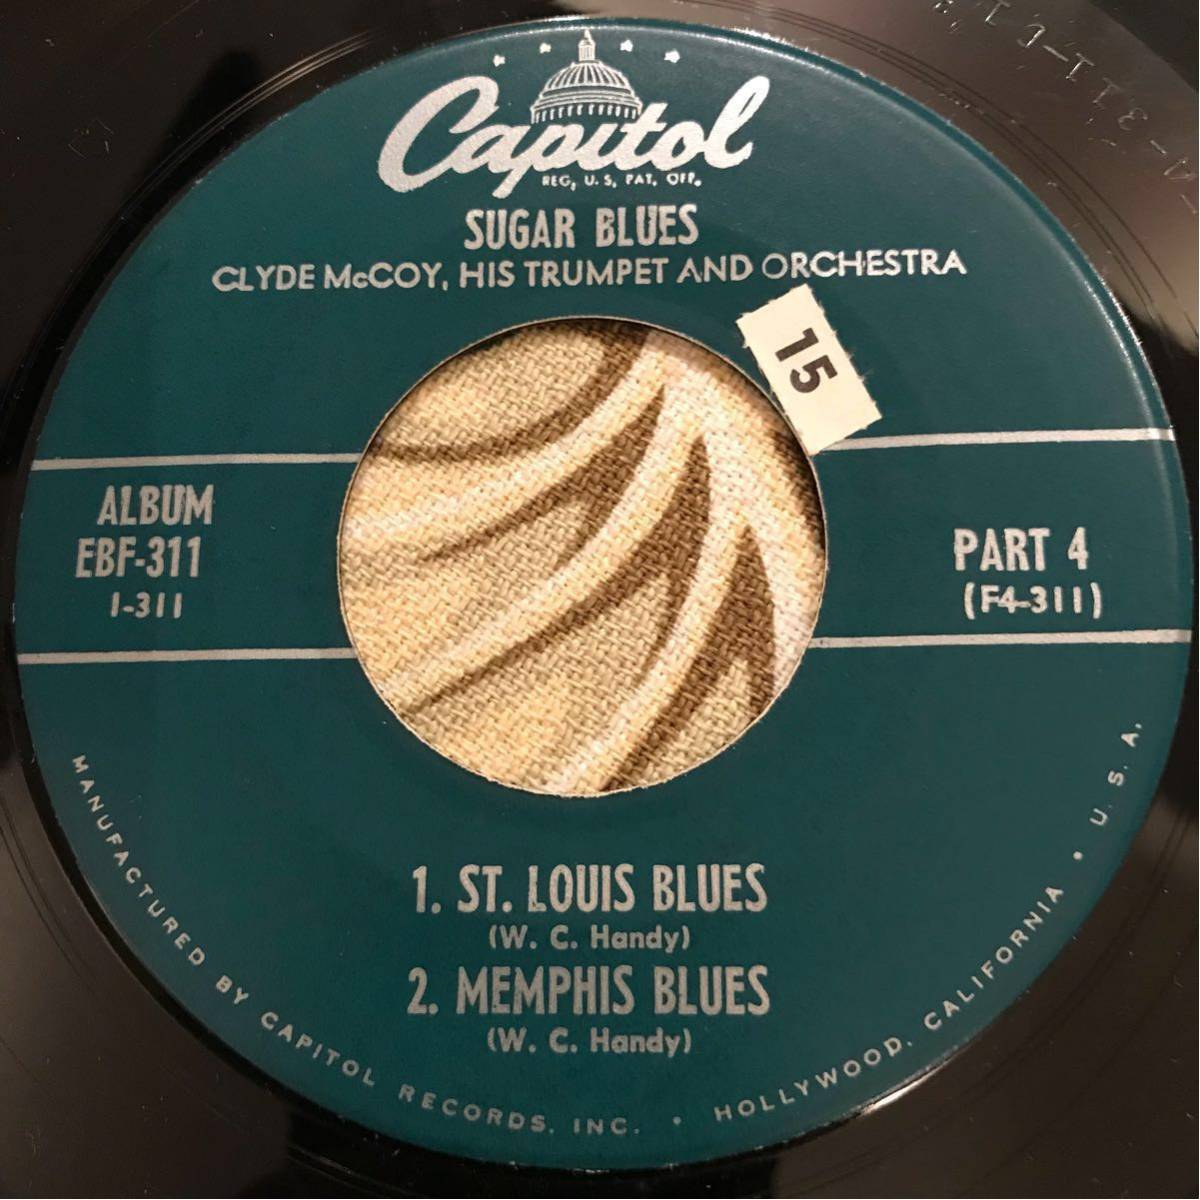 Capitol
REG. U. S. PAT. OFF.
SUGAR BLUES
CLYDE McCOY, HIS TRUMPET AND ORCHESTRA
15
ALBUM
EBF-311
1-311
PART 4
(F4-311)
1. ST. LOUIS BLUES
(W. C. Handy)
2. MEMPHIS BLUES
(W. C. Handy)
MANUFACTURED BY CAPITOL RECORDS, INC. • HOLLYWOOD, CALIFORNIA • U. S. A.